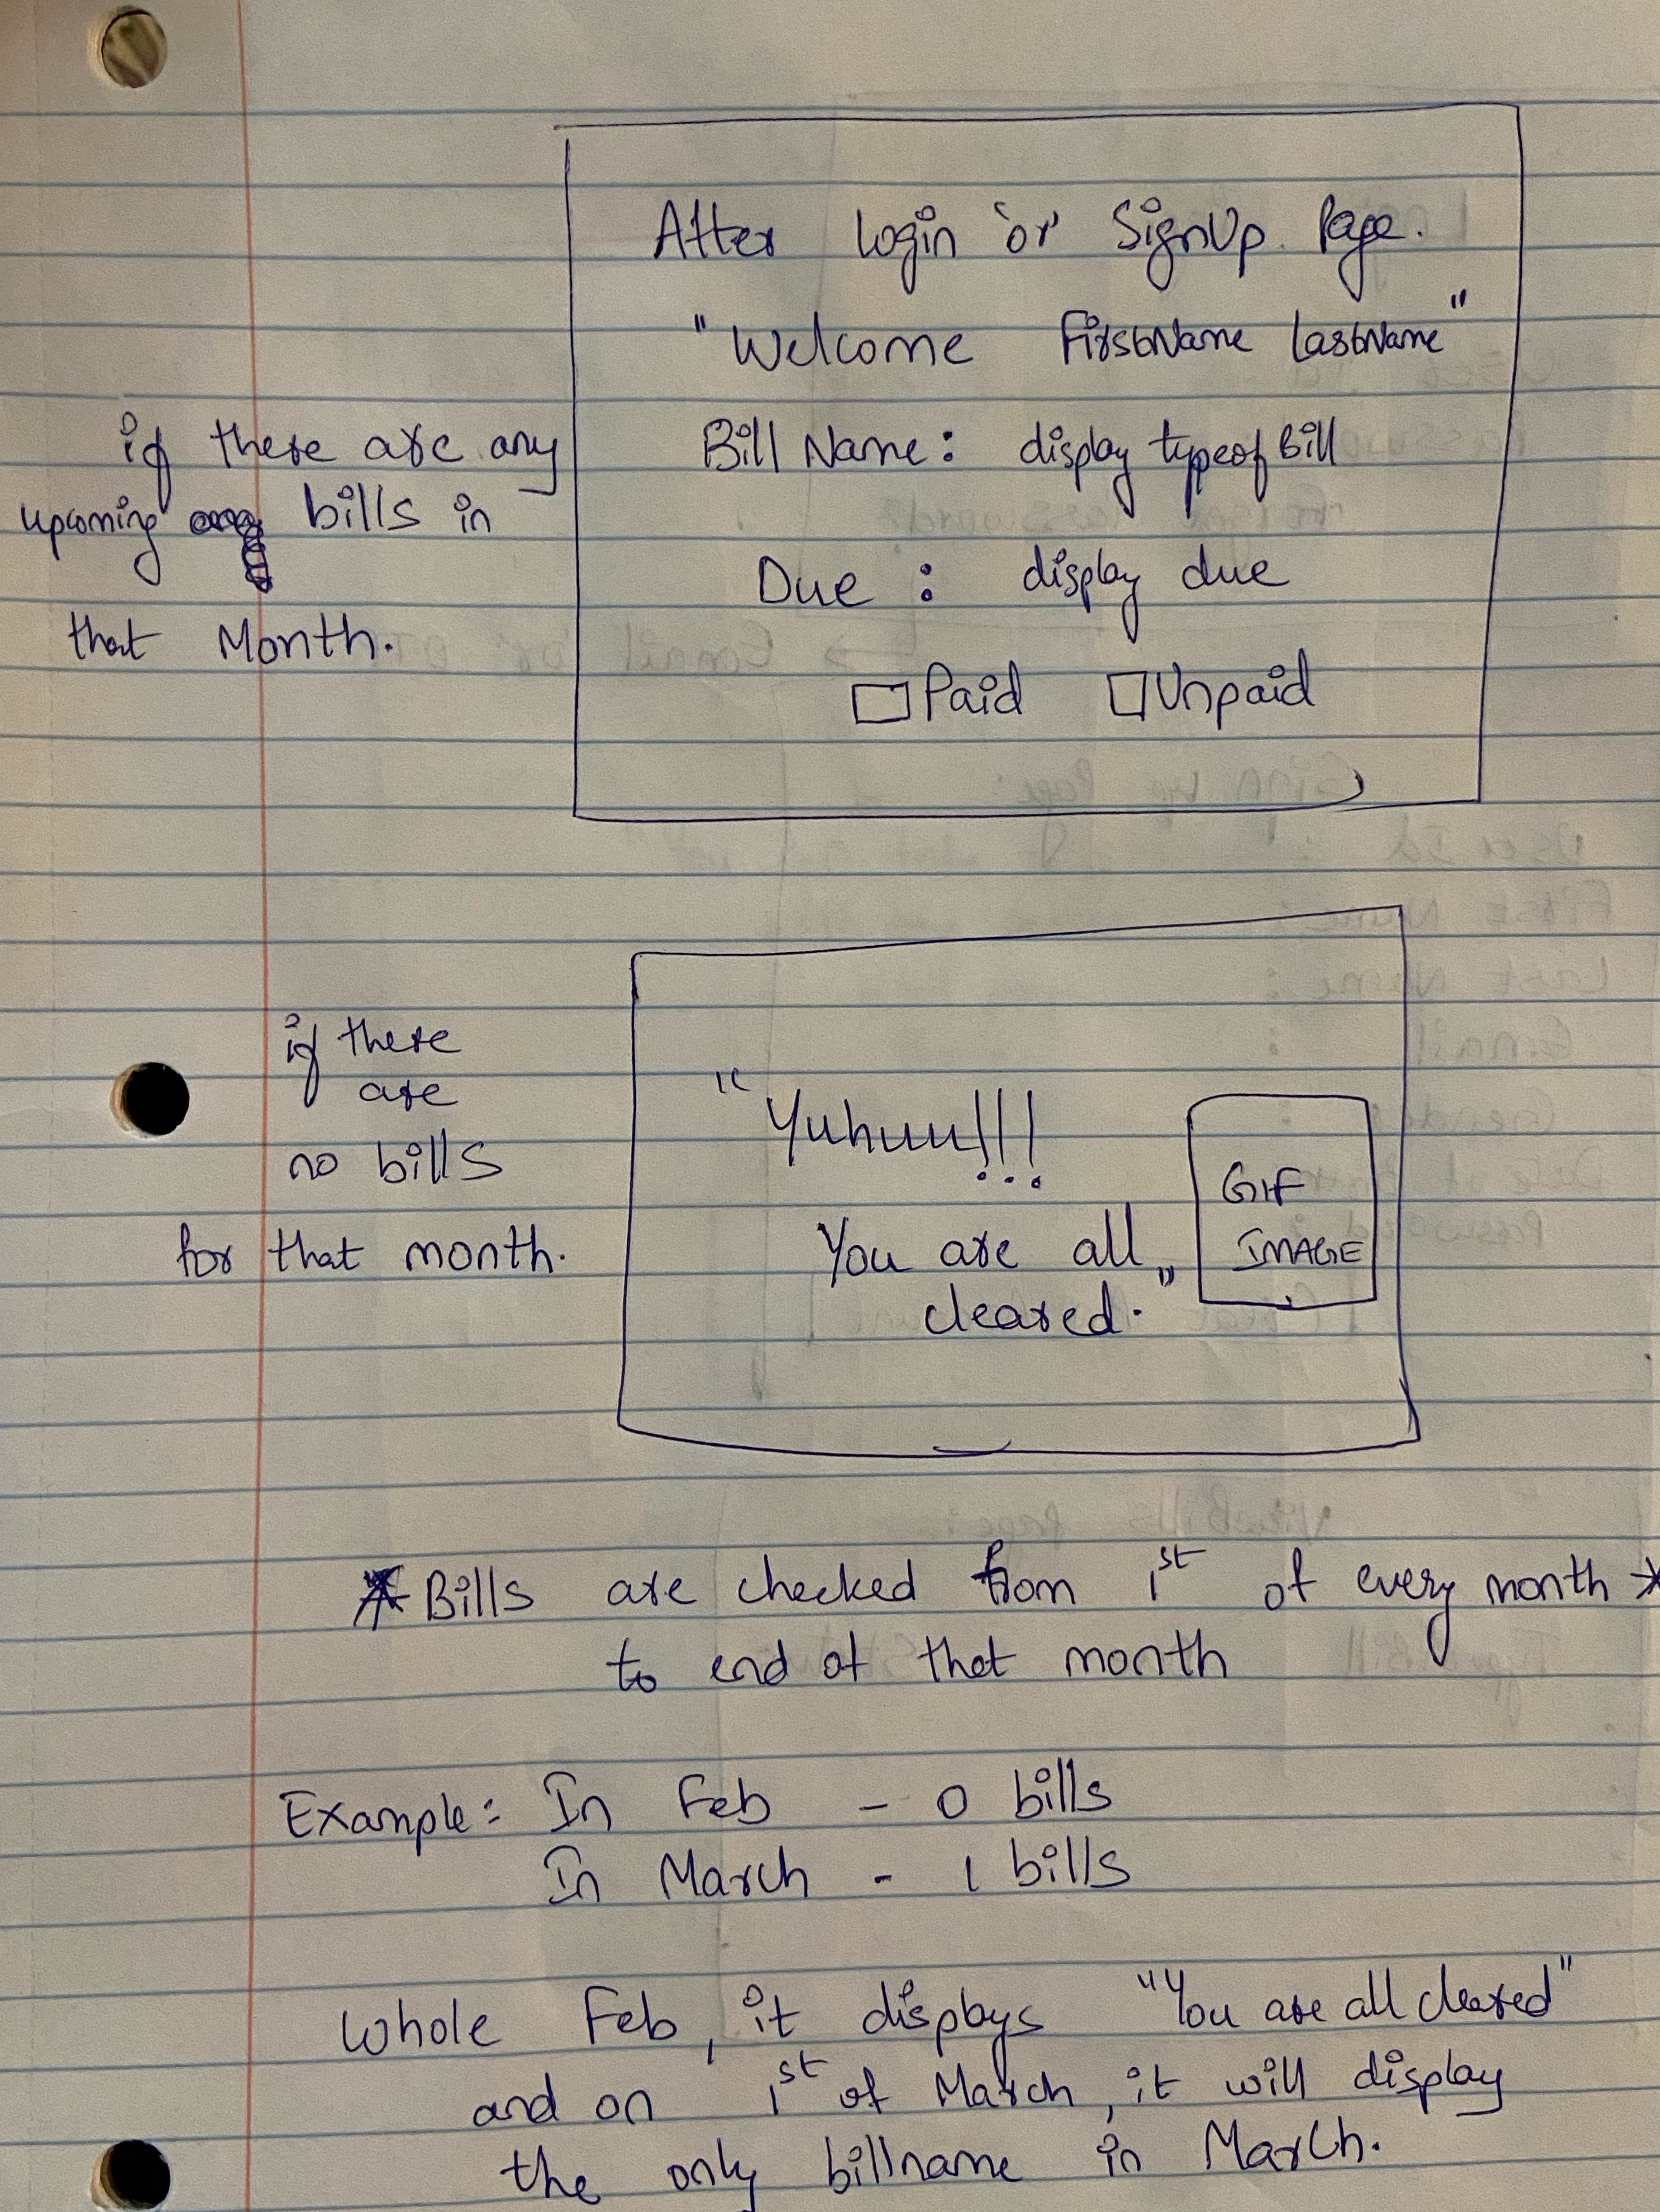 After Login 'or' SignUp Page.
"Welcome FirstName LastName"
if there are any
upcoming bills in
that Month.
Bill Name: display typeof Bill
Due : display due
Paid Unpaid
if there
are
no bills
for that month.
"Yuhuu!!!
You are all
cleared."
GIF
IMAGE
* Bills are checked from 1st of every month *
to end of that month
Example: In Feb - 0 bills
In March - 1 bills
Whole Feb, it displays "You are all cleared"
and on 1st of March, it will display
the only billname in March.